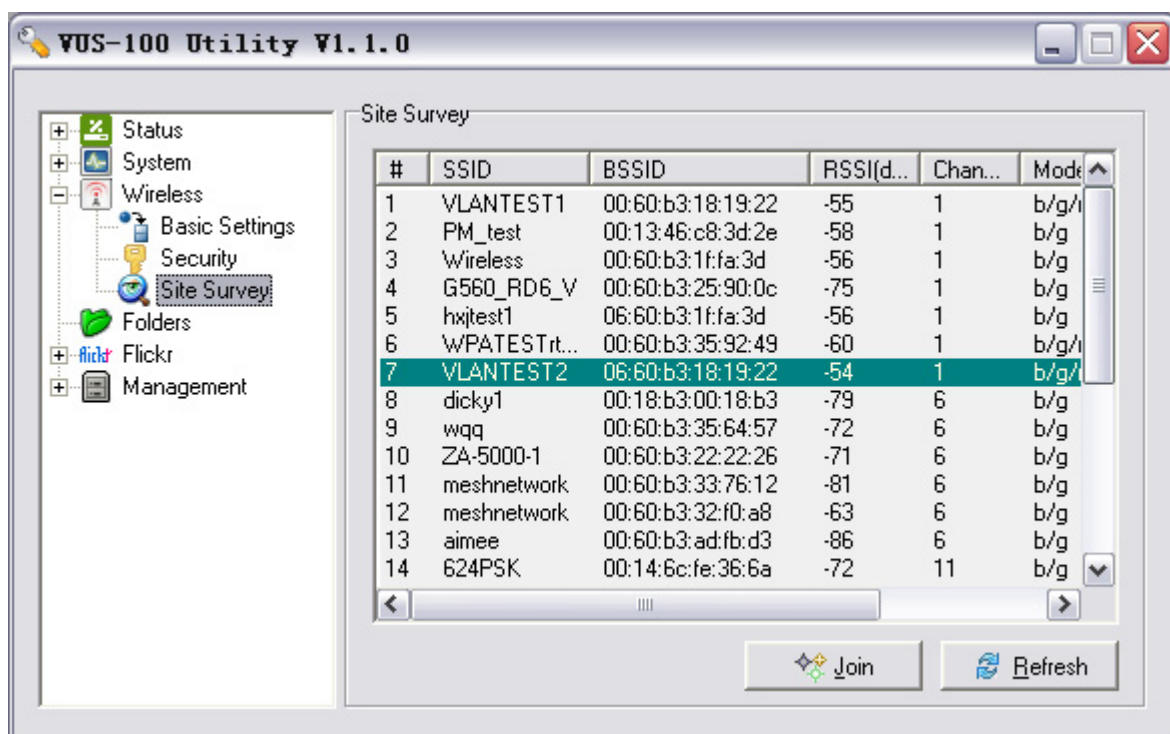 VUS-100 Utility V1.1.0
Status
System
Wireless
Basic Settings
Security
Site Survey
Folders
flickr Flickr
Management
Site Survey
# SSID BSSID RSSI(d... Chan... Mode
1 VLANTEST1 00:60:b3:18:19:22 -55 1 b/g/
2 PM_test 00:13:46:c8:3d:2e -58 1 b/g
3 Wireless 00:60:b3:1f:fa:3d -56 1 b/g
4 G560_RD6_V 00:60:b3:25:90:0c -75 1 b/g
5 hxjtest1 06:60:b3:1f:fa:3d -56 1 b/g
6 WPATESTrt... 00:60:b3:35:92:49 -60 1 b/g/
7 VLANTEST2 06:60:b3:18:19:22 -54 1 b/g/
8 dicky1 00:18:b3:00:18:b3 -79 6 b/g
9 wqq 00:60:b3:35:64:57 -72 6 b/g
10 ZA-5000-1 00:60:b3:22:22:26 -71 6 b/g
11 meshnetwork 00:60:b3:33:76:12 -81 6 b/g
12 meshnetwork 00:60:b3:32:f0:a8 -63 6 b/g
13 aimee 00:60:b3:ad:fb:d3 -86 6 b/g
14 624PSK 00:14:6c:fe:36:6a -72 11 b/g
Join Refresh